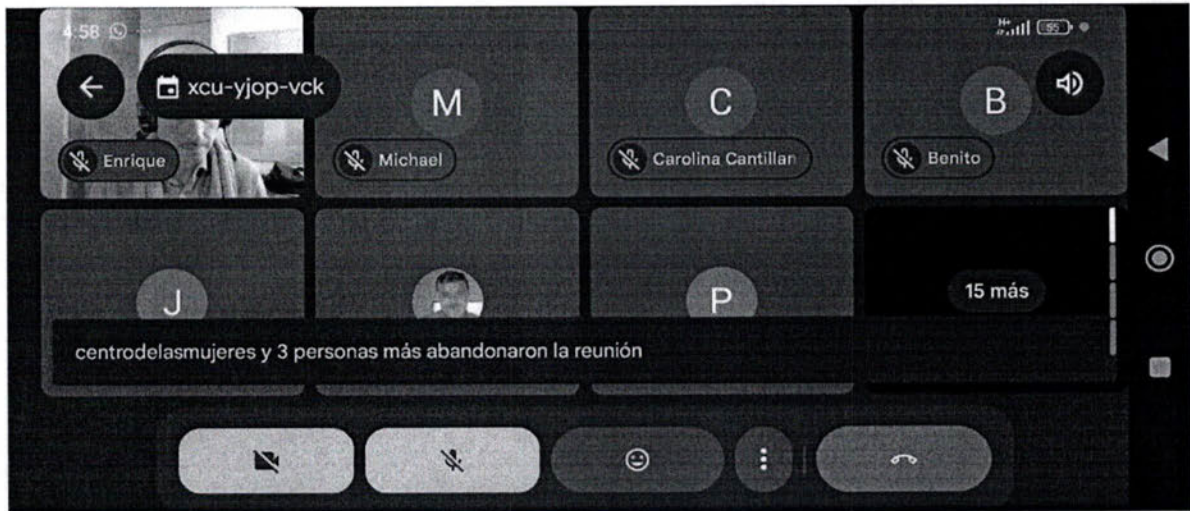 4:58
55
xcu-yjop-vck
M
C
B
Enrique
Michael
Carolina Cantillan
Benito
J
P
15 más
centrodelasmujeres y 3 personas más abandonaron la reunión